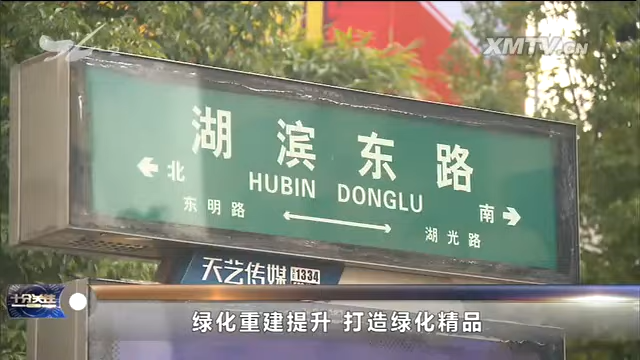 XMTV.CN
湖滨东路
HUBIN DONGLU
北
南
东明路
湖光路
天艺传媒 1334
绿化重建提升 打造绿化精品